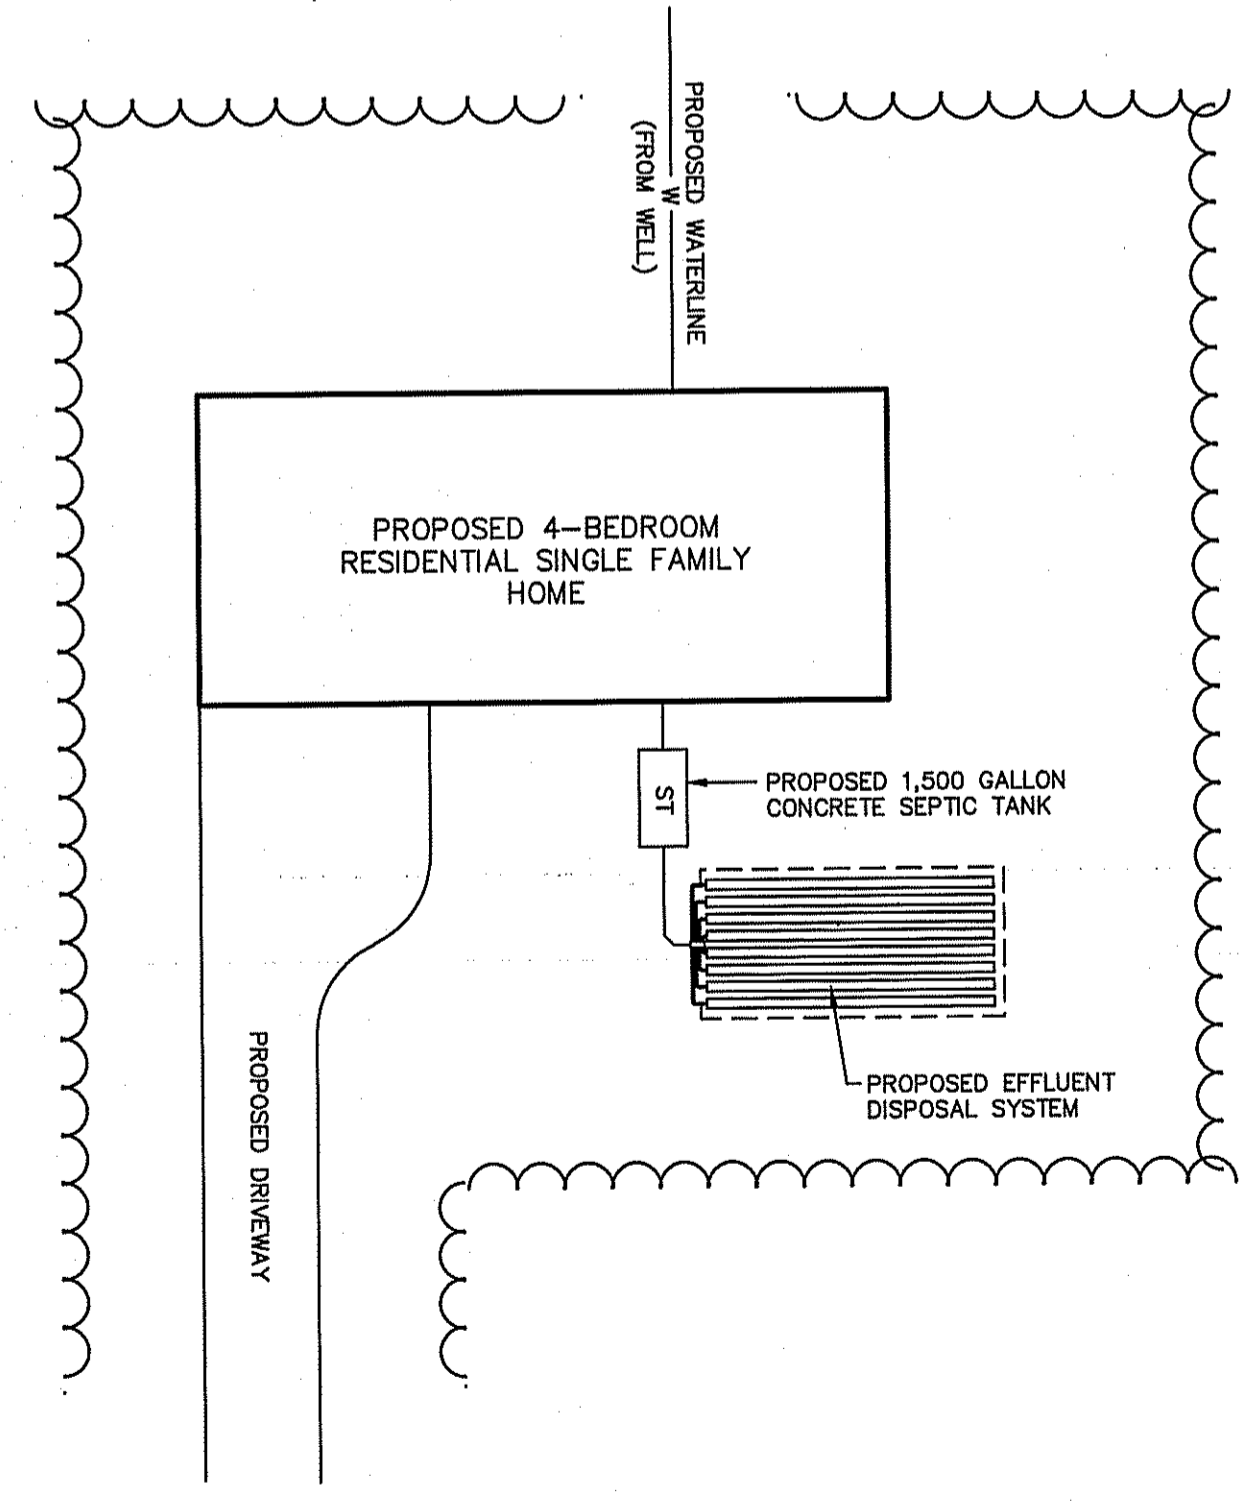 PROPOSED WATERLINE
W
(FROM WELL)
PROPOSED 4-BEDROOM
RESIDENTIAL SINGLE FAMILY
HOME
ST
PROPOSED 1,500 GALLON
CONCRETE SEPTIC TANK
PROPOSED EFFLUENT
DISPOSAL SYSTEM
PROPOSED DRIVEWAY